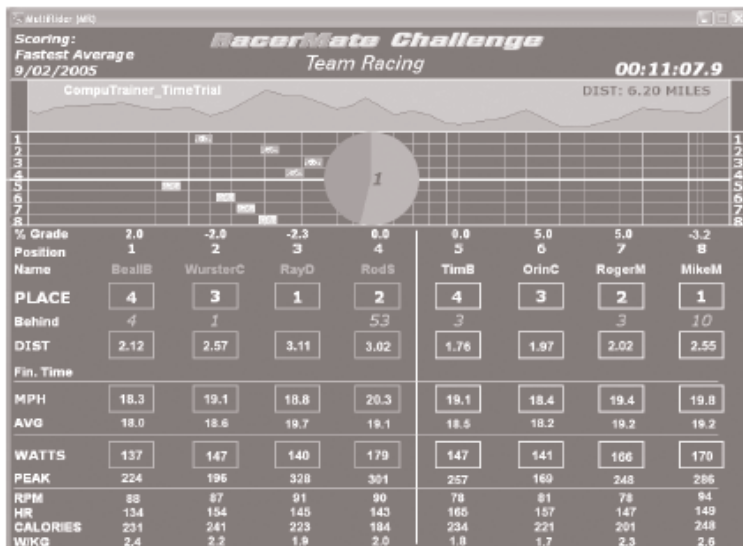 MultiRider (MR)
Scoring:
Fastest Average
9/02/2005
RacerMate Challenge
Team Racing
00:11:07.9
CompuTrainer_TimeTrial
DIST: 6.20 MILES
1 1
2 2
3 3
4 4
5 5
6 6
7 7
8 8
1
% Grade 2.0 -2.0 -2.3 0.0 0.0 5.0 5.0 -3.2
Position 1 2 3 4 5 6 7 8
Name BeallB WursterC RayD RodS TimB OrinC RogerM MikeM
PLACE 4 3 1 2 4 3 2 1
Behind 4 1 53 3 3 10
DIST 2.12 2.57 3.11 3.02 1.76 1.97 2.02 2.55
Fin. Time
MPH 18.3 19.1 18.8 20.3 19.1 18.4 19.4 19.8
AVG 18.0 18.6 19.7 19.1 18.5 18.2 19.2 19.2
WATTS 137 147 140 179 147 141 166 170
PEAK 224 196 328 301 257 169 248 286
RPM 88 87 91 90 78 81 78 94
HR 134 154 145 143 165 157 147 149
CALORIES 231 241 223 184 234 221 201 248
W/KG 2.4 2.2 1.9 2.0 1.8 1.7 2.3 2.6